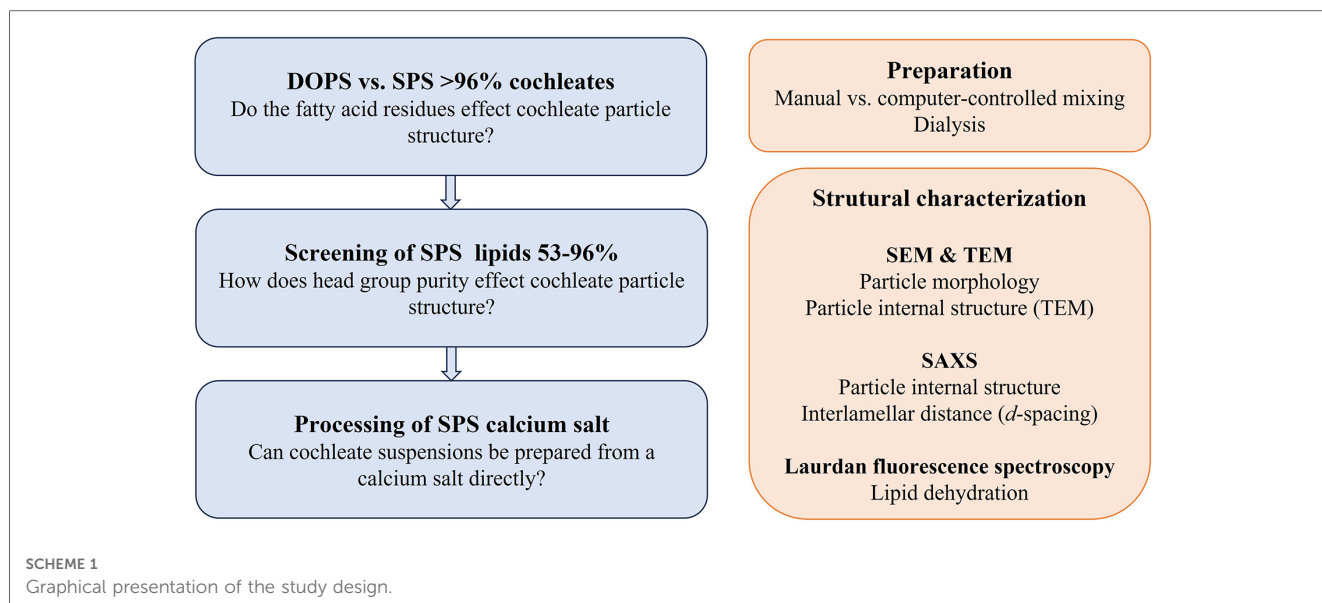 DOPS vs. SPS >96% cochleates
Do the fatty acid residues effect cochleate particle
structure?
Screening of SPS lipids 53-96%
How does head group purity effect cochleate particle
structure?
Processing of SPS calcium salt
Can cochleate suspensions be prepared from a
calcium salt directly?
Preparation
Manual vs. computer-controlled mixing
Dialysis
Strutural characterization
SEM & TEM
Particle morphology
Particle internal structure (TEM)
SAXS
Particle internal structure
Interlamellar distance (d-spacing)
Laurdan fluorescence spectroscopy
Lipid dehydration
SCHEME 1
Graphical presentation of the study design.